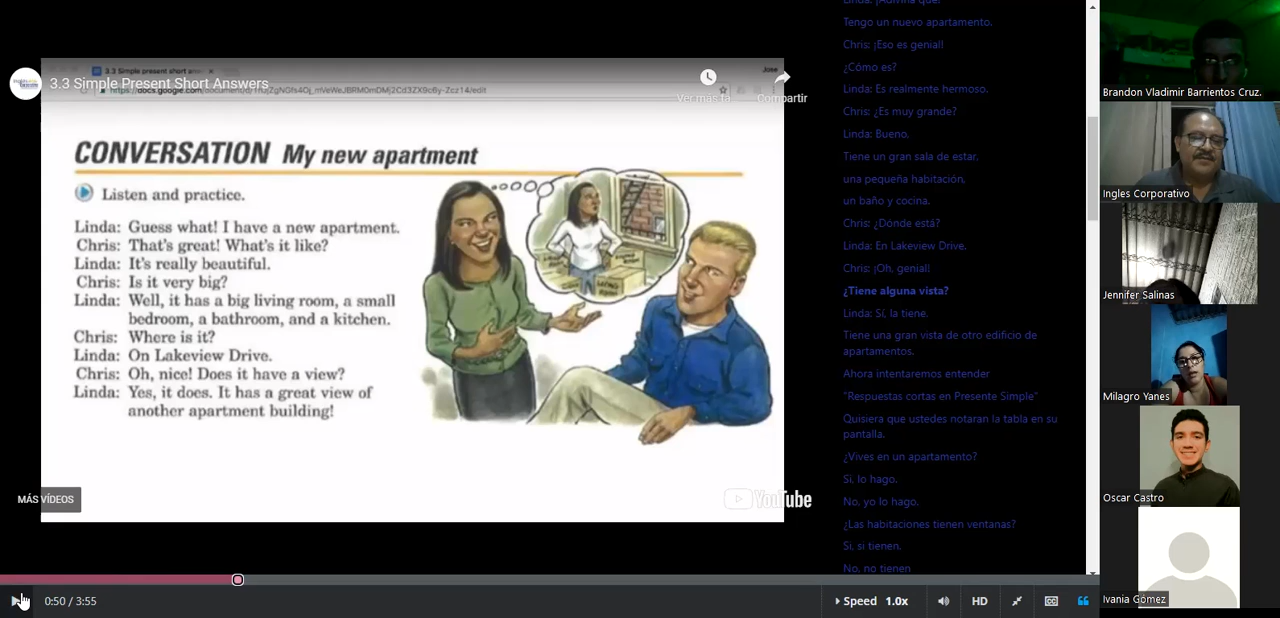 3.3 Simple Present Short Answers
Ver más ta
Compartir
CONVERSATION My new apartment
Listen and practice.
Linda: Guess what! I have a new apartment.
Chris: That's great! What's it like?
Linda: It's really beautiful.
Chris: Is it very big?
Linda: Well, it has a big living room, a small
bedroom, a bathroom, and a kitchen.
Chris: Where is it?
Linda: On Lakeview Drive.
Chris: Oh, nice! Does it have a view?
Linda: Yes, it does. It has a great view of
another apartment building!
MÁS VÍDEOS
YouTube
0:50 / 3:55
Speed 1.0x
HD
CC
Linda: ¡Adivina qué!
Tengo un nuevo apartamento.
Chris: ¡Eso es genial!
¿Cómo es?
Linda: Es realmente hermoso.
Chris: ¿Es muy grande?
Linda: Bueno,
Tiene un gran sala de estar,
una pequeña habitación,
un baño y cocina.
Chris: ¿Dónde está?
Linda: En Lakeview Drive.
Chris: ¡Oh, genial!
¿Tiene alguna vista?
Linda: Sí, la tiene.
Tiene una gran vista de otro edificio de
apartamentos.
Ahora intentaremos entender
"Respuestas cortas en Presente Simple"
Quisiera que ustedes notaran la tabla en su
pantalla.
¿Vives en un apartamento?
Si, lo hago.
No, yo lo hago.
¿Las habitaciones tienen ventanas?
Si, si tienen.
No, no tienen
Brandon Vladimir Barrientos Cruz.
Ingles Corporativo
Jennifer Salinas
Milagro Yanes
Oscar Castro
Ivania Gómez